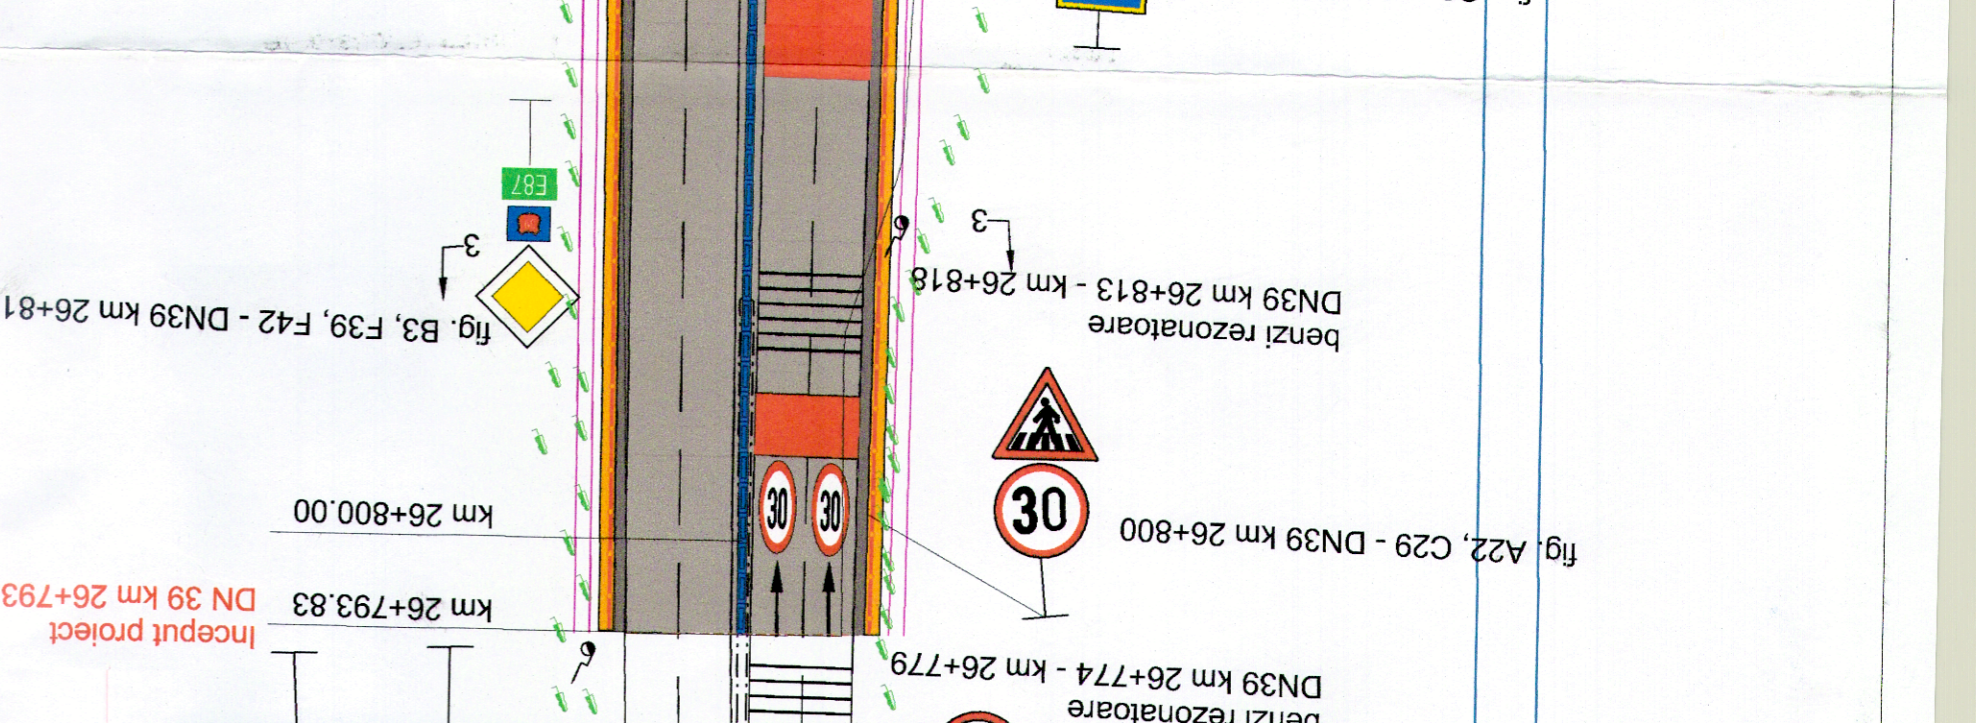 E87
3
3
DN39 km 26+813 - km 26+818
benzi rezonatoare
fig. B3, F39, F42 - DN39 km 26+81
30
30
30
fig. A22, C29 - DN39 km 26+800
km 26+800.00
km 26+793.83
DN 39 km 26+793
Inceput proiect
DN39 km 26+774 - km 26+779
benzi rezonatoare